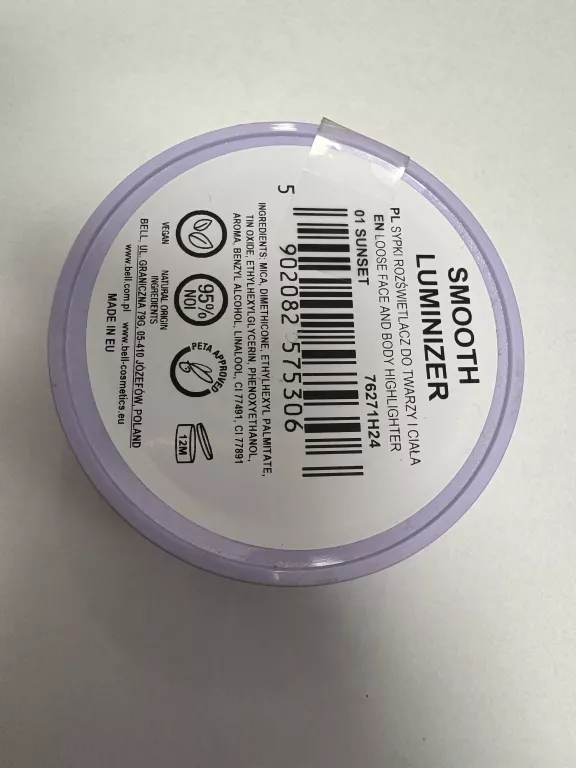 SMOOTH
LUMINIZER
PL SYPKI ROZŚWIETLACZ DO TWARZY I CIAŁA
EN LOOSE FACE AND BODY HIGHLIGHTER
01 SUNSET 76271H24
5 902082 575306
INGREDIENTS: MICA, DIMETHICONE, ETHYLHEXYL PALMITATE,
TIN OXIDE, ETHYLHEXYLGLYCERIN, PHENOXYETHANOL,
AROMA, BENZYL ALCOHOL, LINALOOL, CI 77491, CI 77891
95%
NOI
PETA APPROVED
12M
VEGAN
NATURAL ORIGIN
INGREDIENTS
BELL, UL. GRANICZNA 79G, 05-410 JÓZEFÓW, POLAND
www.bell.com.pl www.bell-cosmetics.eu
MADE IN EU